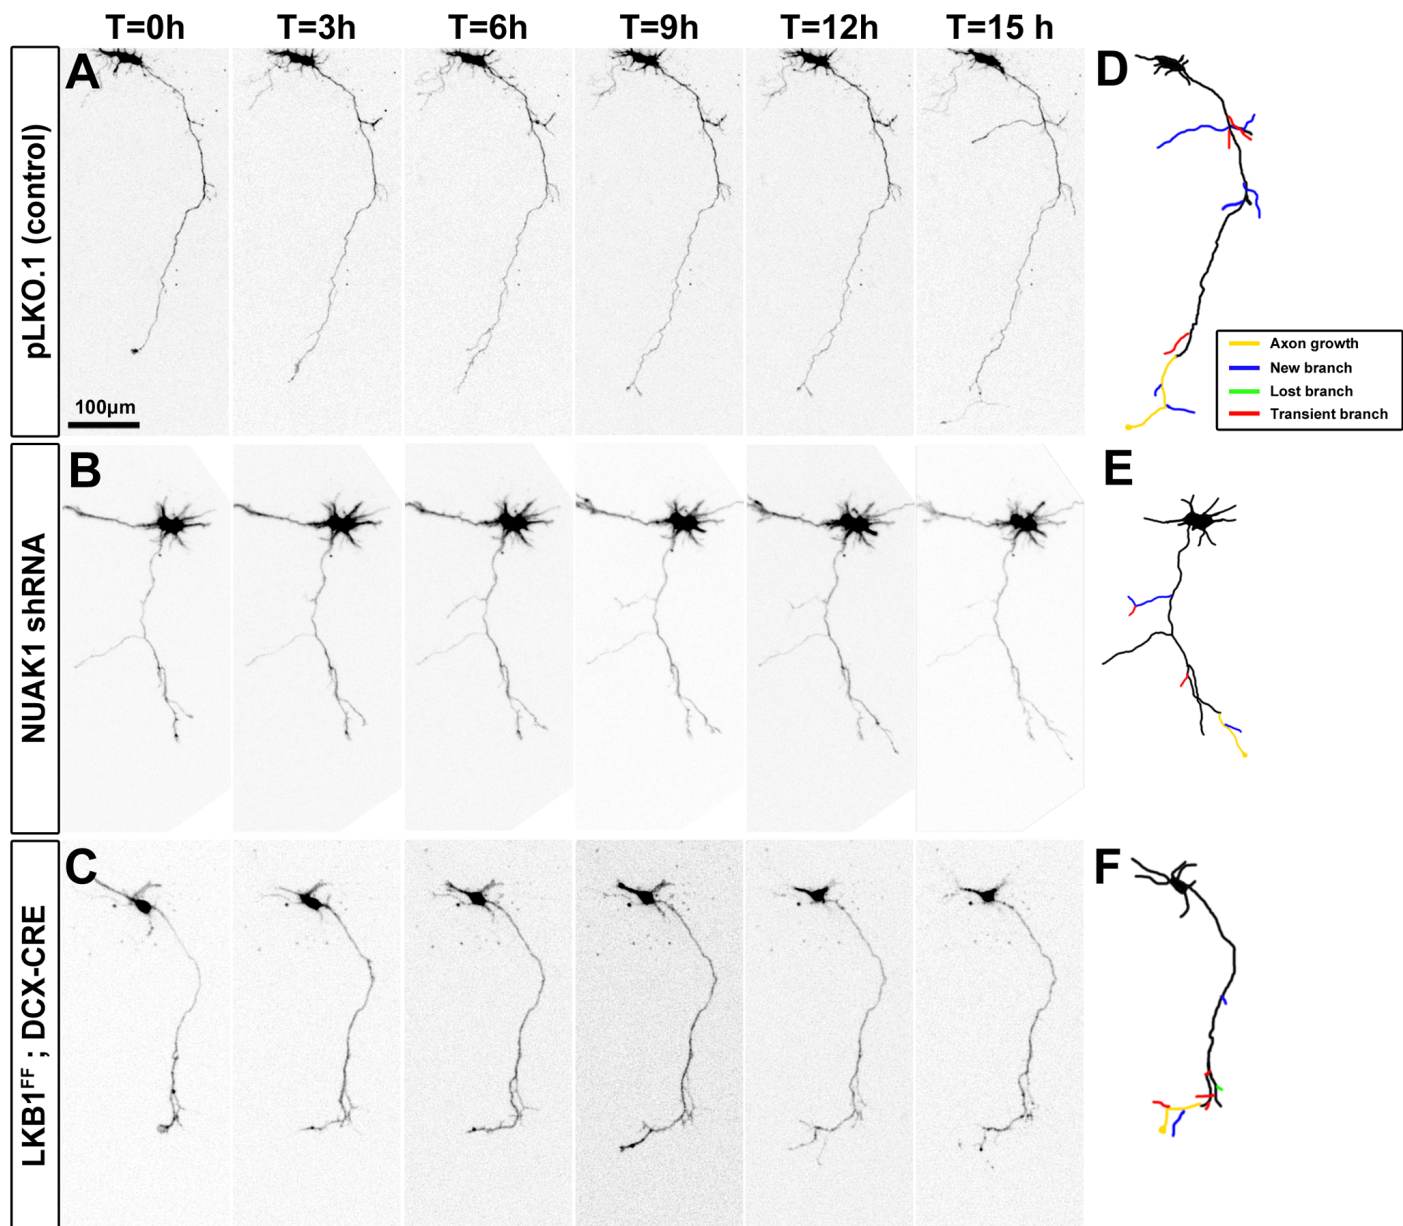 T=0h T=3h T=6h T=9h T=12h T=15 h
pLKO.1 (control)
A
D
100µm
Axon growth
New branch
Lost branch
Transient branch
NUAK1 shRNA
B
E
LKB1FF ; DCX-CRE
C
F